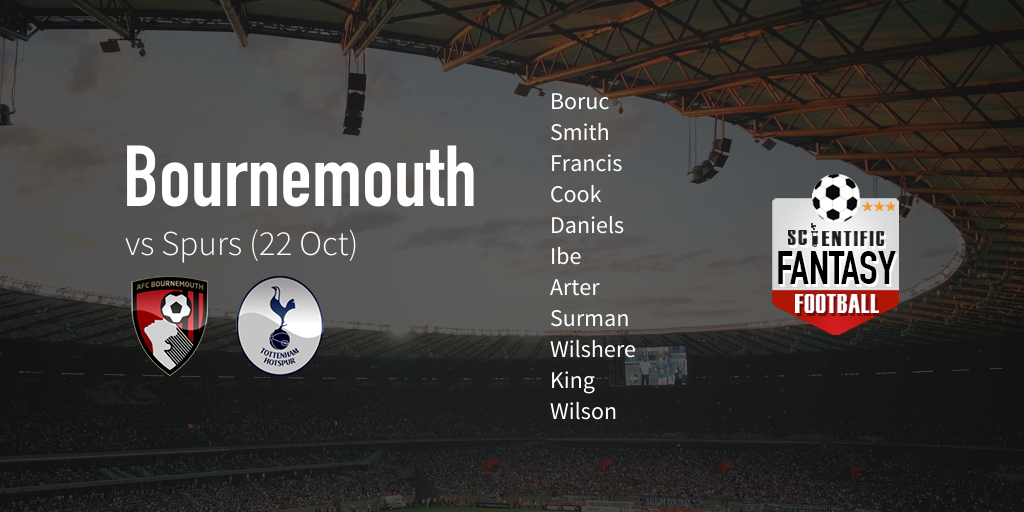 Bournemouth
vs Spurs (22 Oct)
AFC BOURNEMOUTH
TOTTENHAM
HOTSPUR
Boruc
Smith
Francis
Cook
Daniels
Ibe
Arter
Surman
Wilshere
King
Wilson
SCIENTIFIC
FANTASY
FOOTBALL